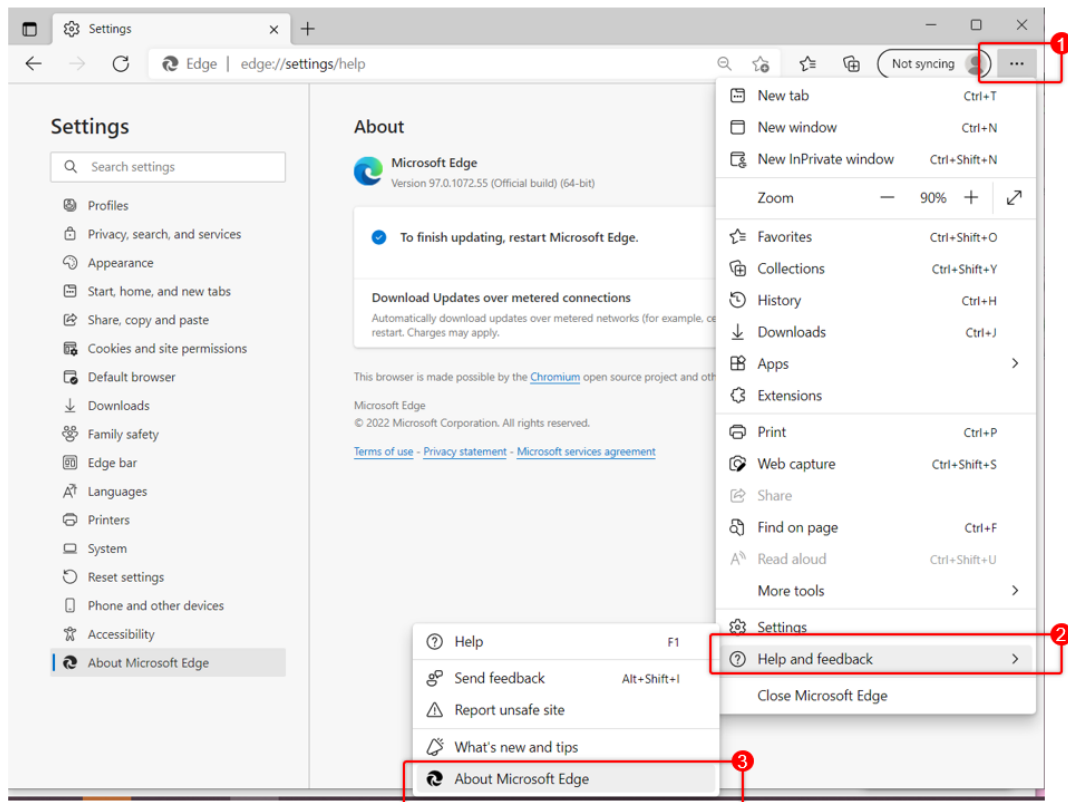 Settings
Edge | edge://settings/help
Not syncing
1
Settings
Search settings
Profiles
Privacy, search, and services
Appearance
Start, home, and new tabs
Share, copy and paste
Cookies and site permissions
Default browser
Downloads
Family safety
Edge bar
Languages
Printers
System
Reset settings
Phone and other devices
Accessibility
About Microsoft Edge
About
Microsoft Edge
Version 97.0.1072.55 (Official build) (64-bit)
To finish updating, restart Microsoft Edge.
Download Updates over metered connections
Automatically download updates over metered networks (for example, ce
restart. Charges may apply.
This browser is made possible by the Chromium open source project and oth
Microsoft Edge
© 2022 Microsoft Corporation. All rights reserved.
Terms of use - Privacy statement - Microsoft services agreement
New tab Ctrl+T
New window Ctrl+N
New InPrivate window Ctrl+Shift+N
Zoom 90%
Favorites Ctrl+Shift+O
Collections Ctrl+Shift+Y
History Ctrl+H
Downloads Ctrl+J
Apps
Extensions
Print Ctrl+P
Web capture Ctrl+Shift+S
Share
Find on page Ctrl+F
Read aloud Ctrl+Shift+U
More tools
Settings
2
Help and feedback
Close Microsoft Edge
Help F1
Send feedback Alt+Shift+I
Report unsafe site
What's new and tips
3
About Microsoft Edge